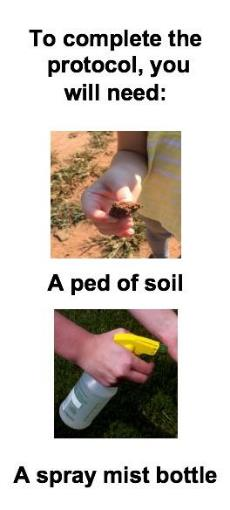 To complete the
protocol, you
will need:
A ped of soil
A spray mist bottle